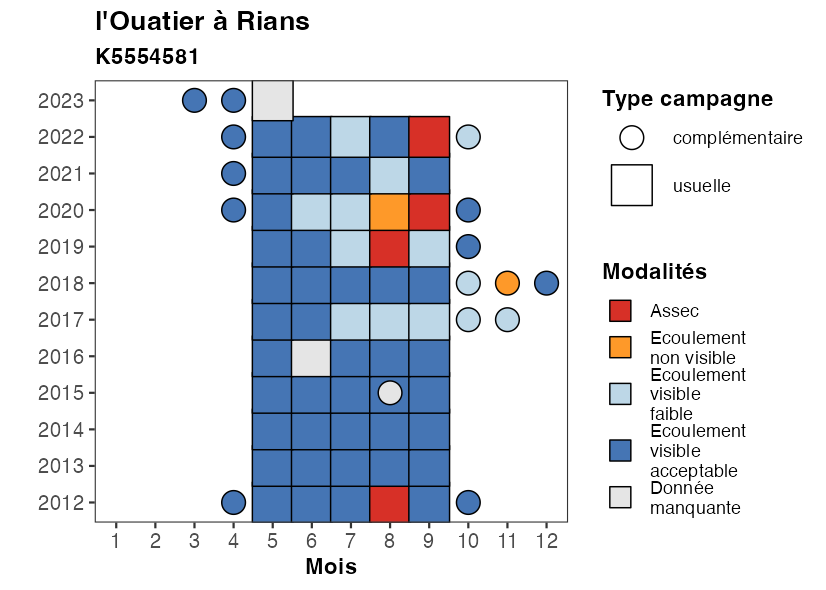 l'Ouatier à Rians
K5554581
2023
2022
2021
2020
2019
2018
2017
2016
2015
2014
2013
2012
1 2 3 4 5 6 7 8 9 10 11 12
Mois
Type campagne
complémentaire
usuelle
Modalités
Assec
Ecoulement
non visible
Ecoulement
visible
faible
Ecoulement
visible
acceptable
Donnée
manquante